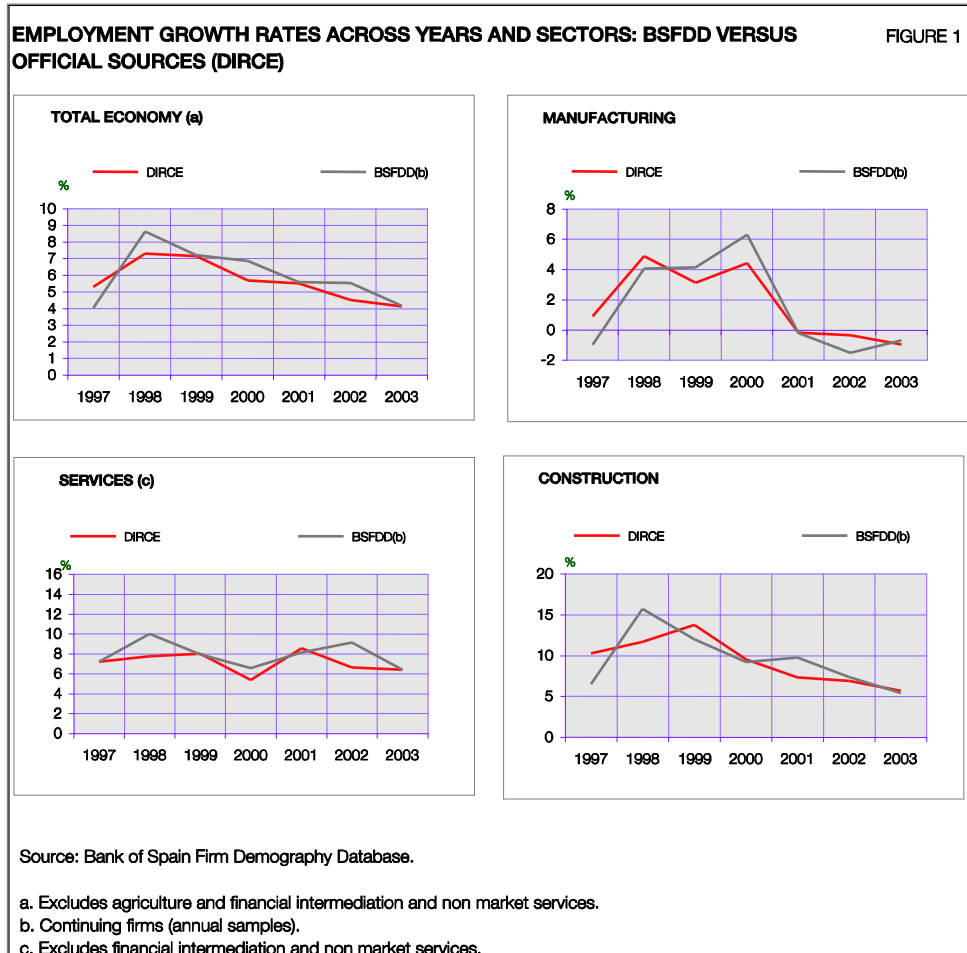 EMPLOYMENT GROWTH RATES ACROSS YEARS AND SECTORS: BSFDD VERSUS
OFFICIAL SOURCES (DIRCE)
FIGURE 1
TOTAL ECONOMY (a)
DIRCE
BSFDD(b)
%
10
9
8
7
6
5
4
3
2
1
0
1997 1998 1999 2000 2001 2002 2003
MANUFACTURING
DIRCE
BSFDD(b)
%
8
6
4
2
0
-2
1997 1998 1999 2000 2001 2002 2003
SERVICES (c)
DIRCE
BSFDD(b)
%
16
14
12
10
8
6
4
2
0
1997 1998 1999 2000 2001 2002 2003
CONSTRUCTION
DIRCE
BSFDD(b)
%
20
15
10
5
0
1997 1998 1999 2000 2001 2002 2003
Source: Bank of Spain Firm Demography Database.
a. Excludes agriculture and financial intermediation and non market services.
b. Continuing firms (annual samples).
c. Excludes financial intermediation and non market services.